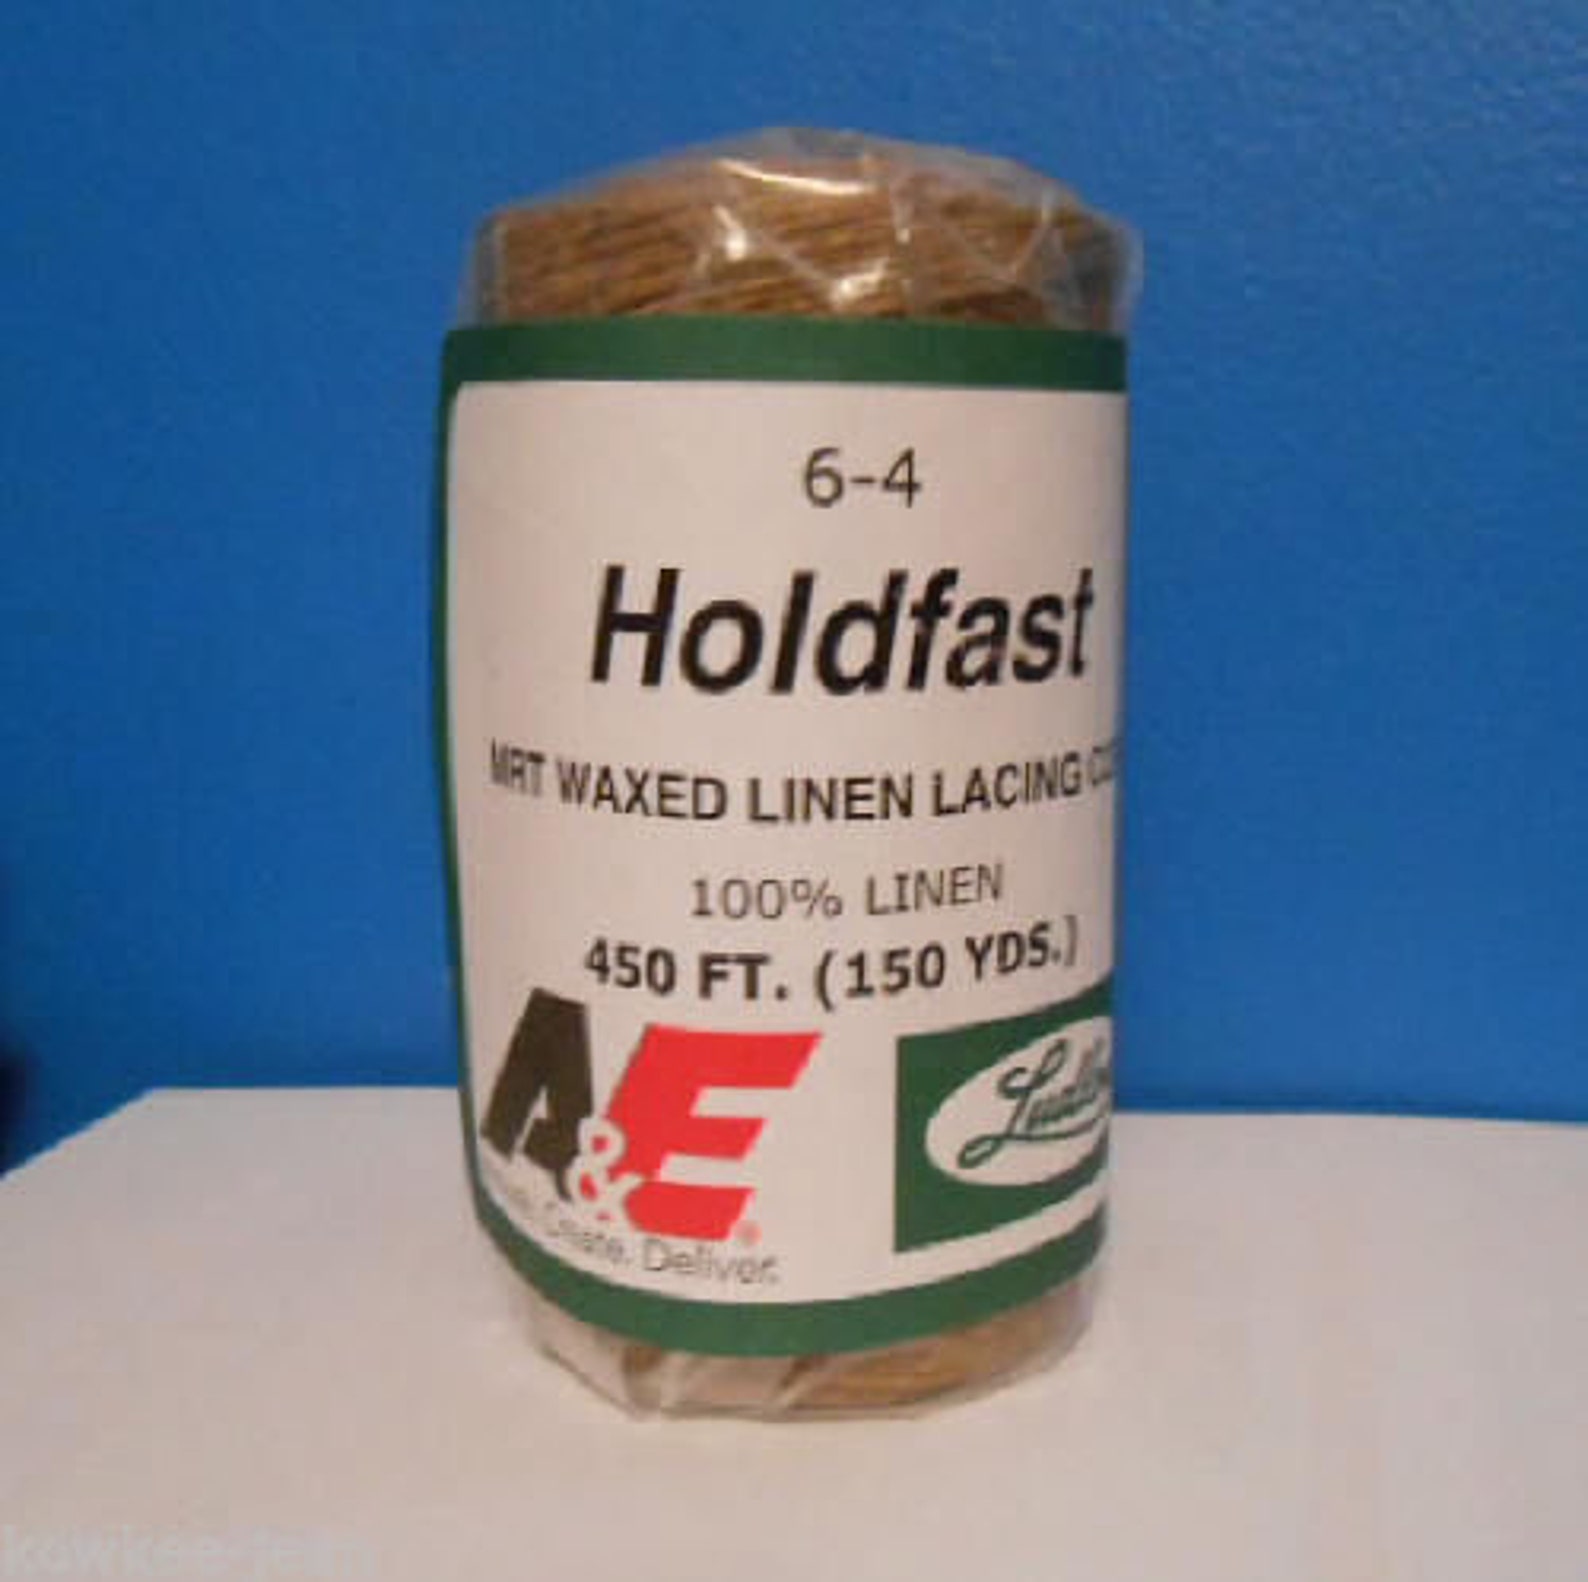 6-4
Holdfast
MRT WAXED LINEN LACING
100% LINEN
450 FT. (150 YDS.)
A&E®
Create. Deliver.